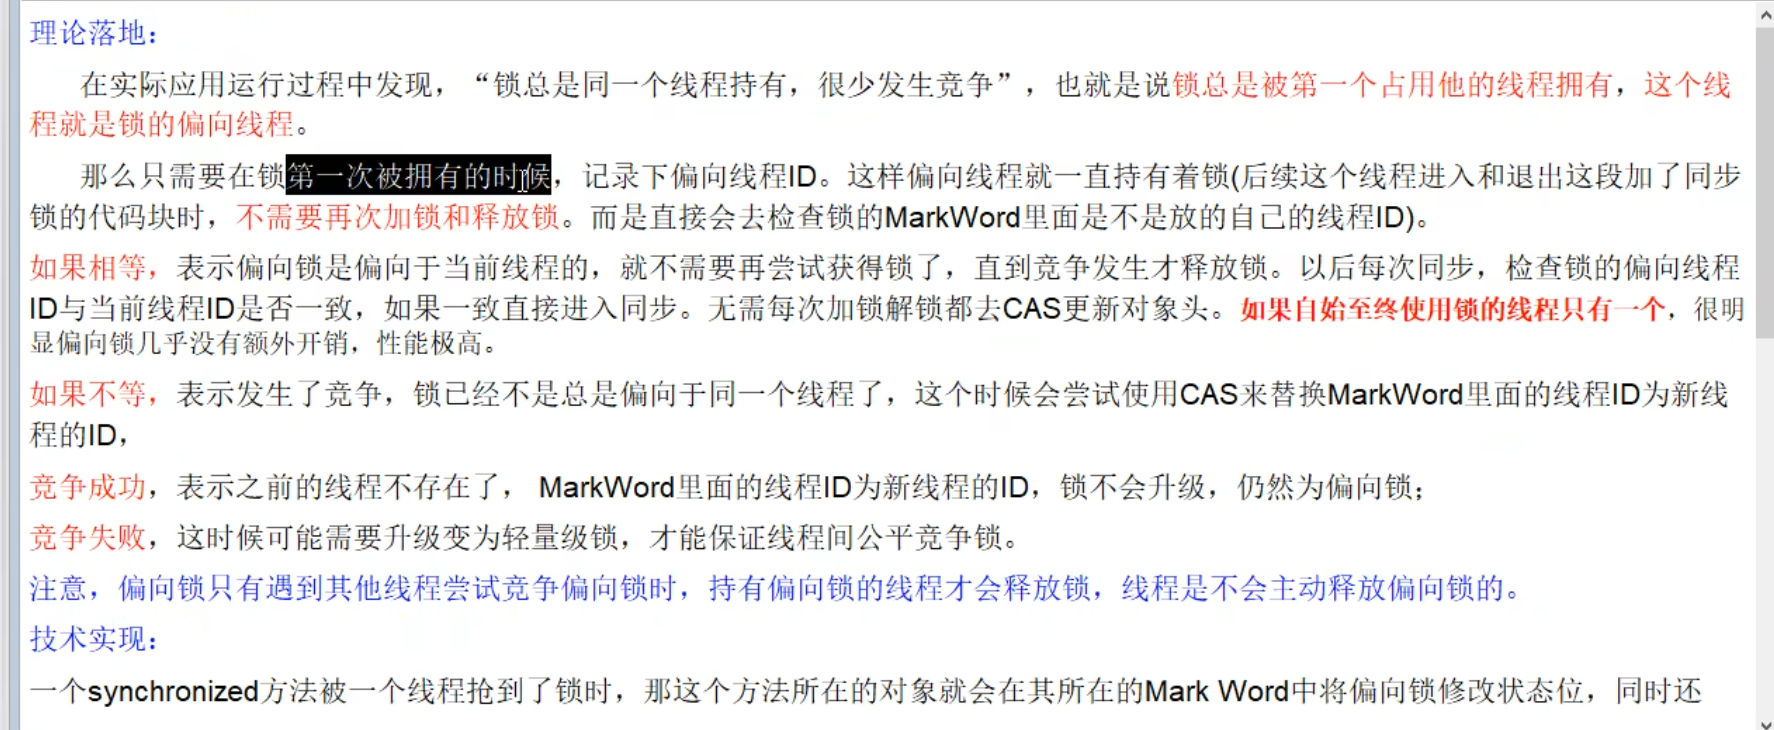 理论落地：
在实际应用运行过程中发现，“锁总是同一个线程持有，很少发生竞争”，也就是说锁总是被第一个占用他的线程拥有，这个线
程就是锁的偏向线程。
那么只需要在锁第一次被拥有的时候，记录下偏向线程ID。这样偏向线程就一直持有着锁(后续这个线程进入和退出这段加了同步
锁的代码块时，不需要再次加锁和释放锁。而是直接会去检查锁的MarkWord里面是不是放的自己的线程ID)。
如果相等，表示偏向锁是偏向于当前线程的，就不需要再尝试获得锁了，直到竞争发生才释放锁。以后每次同步，检查锁的偏向线程
ID与当前线程ID是否一致，如果一致直接进入同步。无需每次加锁解锁都去CAS更新对象头。如果自始至终使用锁的线程只有一个，很明
显偏向锁几乎没有额外开销，性能极高。
如果不等，表示发生了竞争，锁已经不是总是偏向于同一个线程了，这个时候会尝试使用CAS来替换MarkWord里面的线程ID为新线
程的ID，
竞争成功，表示之前的线程不存在了， MarkWord里面的线程ID为新线程的ID，锁不会升级，仍然为偏向锁；
竞争失败，这时候可能需要升级变为轻量级锁，才能保证线程间公平竞争锁。
注意，偏向锁只有遇到其他线程尝试竞争偏向锁时，持有偏向锁的线程才会释放锁，线程是不会主动释放偏向锁的。
技术实现：
一个synchronized方法被一个线程抢到了锁时，那这个方法所在的对象就会在其所在的Mark Word中将偏向锁修改状态位，同时还